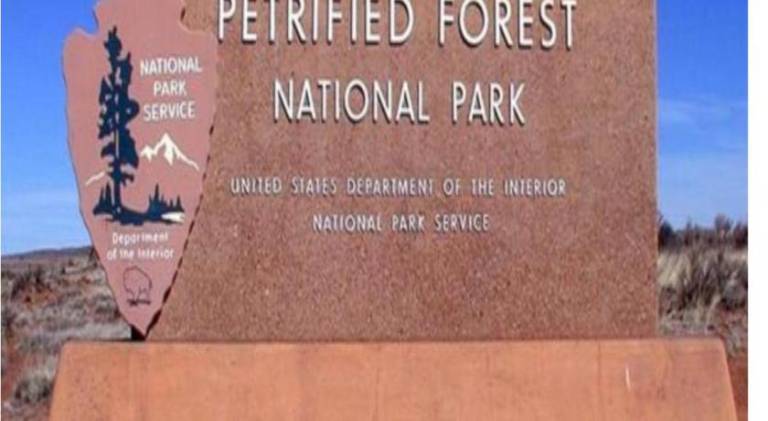 PETRIFIED FOREST
NATIONAL PARK
UNITED STATES DEPARTMENT OF THE INTERIOR
NATIONAL PARK SERVICE
NATIONAL
PARK
SERVICE
Department
of the Interior